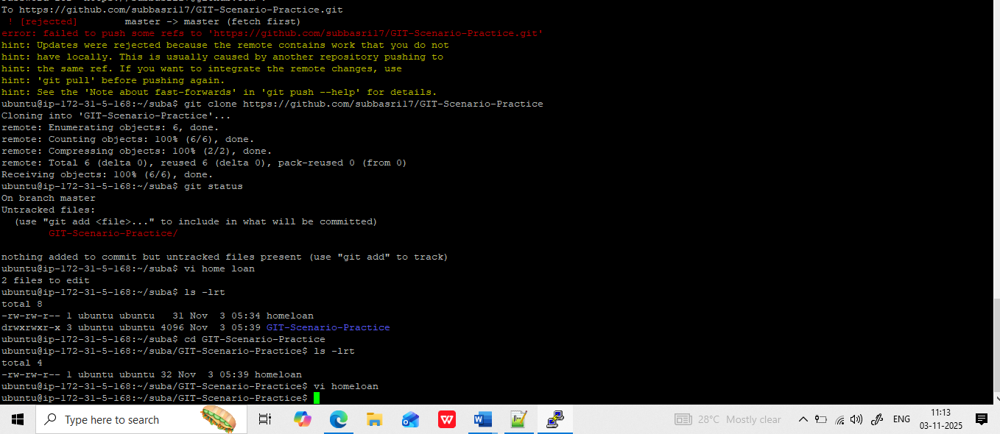 To https://github.com/subbasri17/GIT-Scenario-Practice.git
 ! [rejected]        master -> master (fetch first)
error: failed to push some refs to 'https://github.com/subbasri17/GIT-Scenario-Practice.git'
hint: Updates were rejected because the remote contains work that you do not
hint: have locally. This is usually caused by another repository pushing to
hint: the same ref. If you want to integrate the remote changes, use
hint: 'git pull' before pushing again.
hint: See the 'Note about fast-forwards' in 'git push --help' for details.
ubuntu@ip-172-31-5-168:~/suba$ git clone https://github.com/subbasri17/GIT-Scenario-Practice
Cloning into 'GIT-Scenario-Practice'...
remote: Enumerating objects: 6, done.
remote: Counting objects: 100% (6/6), done.
remote: Compressing objects: 100% (2/2), done.
remote: Total 6 (delta 0), reused 6 (delta 0), pack-reused 0 (from 0)
Receiving objects: 100% (6/6), done.
ubuntu@ip-172-31-5-168:~/suba$ git status
On branch master
Untracked files:
  (use "git add <file>..." to include in what will be committed)
        GIT-Scenario-Practice/
nothing added to commit but untracked files present (use "git add" to track)
ubuntu@ip-172-31-5-168:~/suba$ vi home loan
2 files to edit
ubuntu@ip-172-31-5-168:~/suba$ ls -lrt
total 8
-rw-rw-r-- 1 ubuntu ubuntu   31 Nov  3 05:34 homeloan
drwxrwxr-x 3 ubuntu ubuntu 4096 Nov  3 05:39 GIT-Scenario-Practice
ubuntu@ip-172-31-5-168:~/suba$ cd GIT-Scenario-Practice
ubuntu@ip-172-31-5-168:~/suba/GIT-Scenario-Practice$ ls -lrt
total 4
-rw-rw-r-- 1 ubuntu ubuntu 32 Nov  3 05:39 homeloan
ubuntu@ip-172-31-5-168:~/suba/GIT-Scenario-Practice$ vi homeloan
ubuntu@ip-172-31-5-168:~/suba/GIT-Scenario-Practice$
Type here to search
28°C Mostly clear
ENG
11:13
03-11-2025